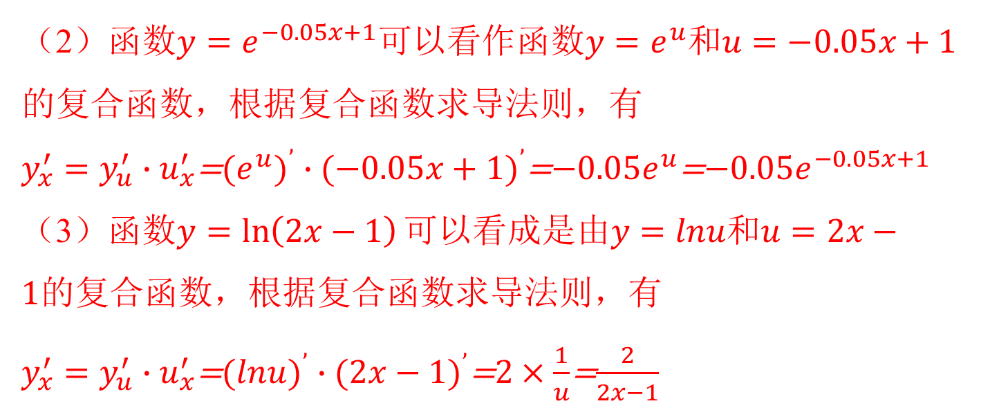 （2）函数$y = e^{-0.05x+1}$可以看作函数$y = e^{u}$和$u = -0.05x + 1$
的复合函数，根据复合函数求导法则，有
$y_x' = y_u' \cdot u_x' = (e^{u})' \cdot (-0.05x + 1)' = -0.05e^{u} = -0.05e^{-0.05x+1}$
（3）函数$y = \ln(2x - 1)$可以看成是由$y = lnu$和$u = 2x -$
$1$的复合函数，根据复合函数求导法则，有
$y_x' = y_u' \cdot u_x' = (lnu)' \cdot (2x - 1)' = 2 \times \frac{1}{u} = \frac{2}{2x-1}$